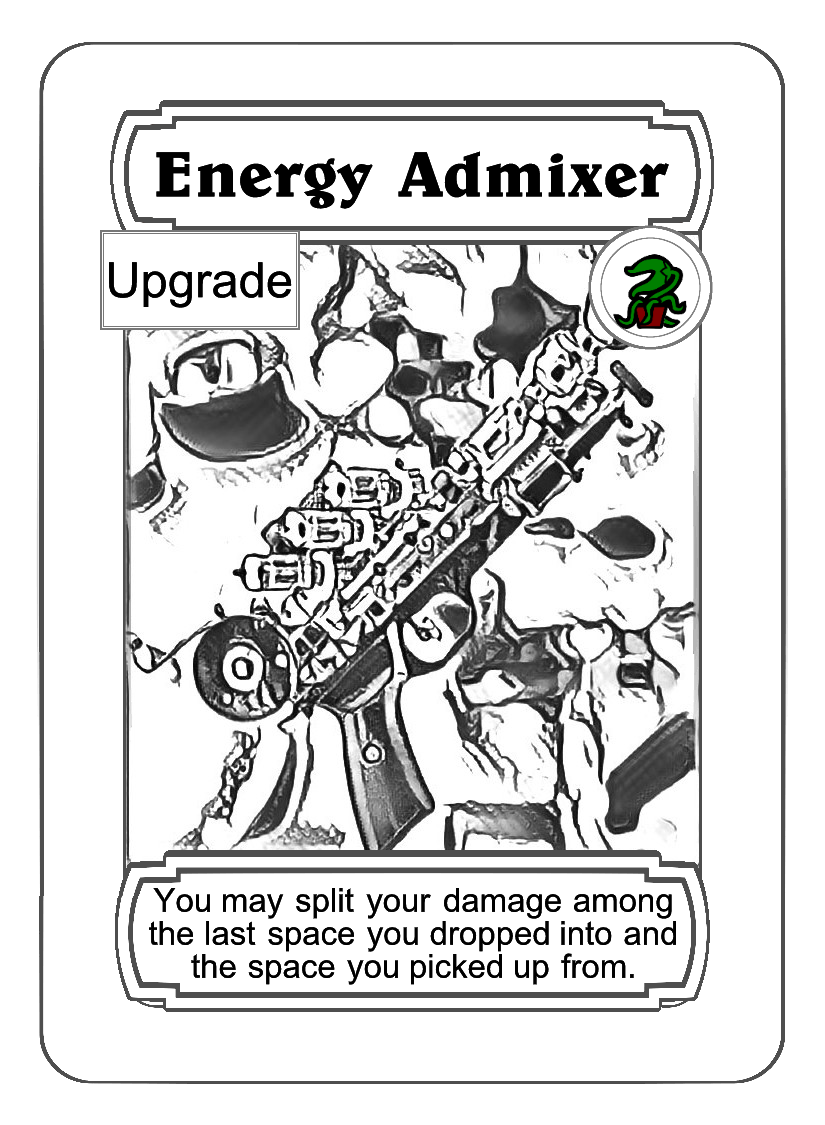 Energy Admixer
Upgrade
You may split your damage among
the last space you dropped into and
the space you picked up from.